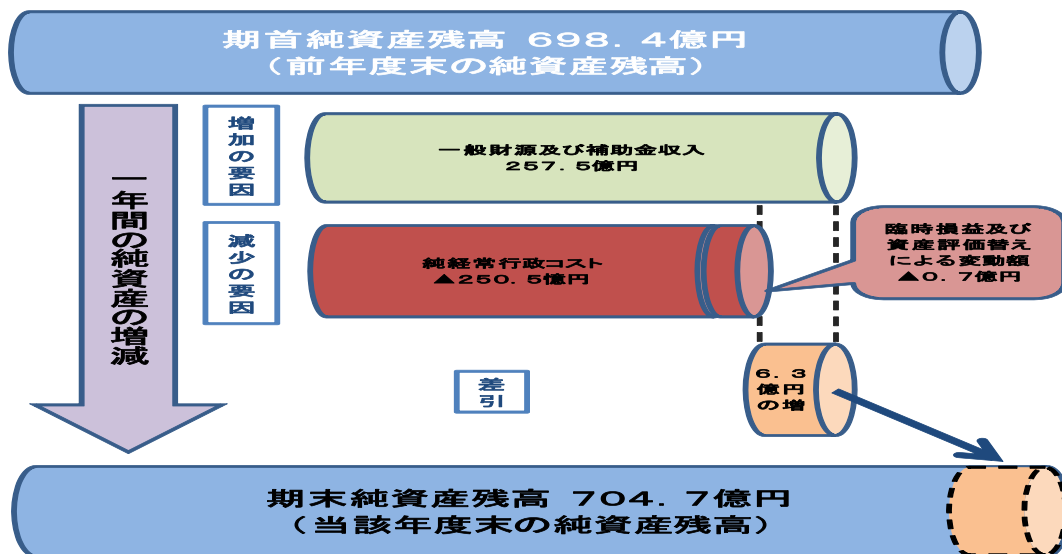 期首純資産残高 698.4億円
（前年度末の純資産残高）
一年間の純資産の増減
増加の要因
一般財源及び補助金収入
257.5億円
減少の要因
純経常行政コスト
▲250.5億円
臨時損益及び
資産評価替え
による変動額
▲0.7億円
差引
6.3
億円
の増
期末純資産残高 704.7億円
（当該年度末の純資産残高）